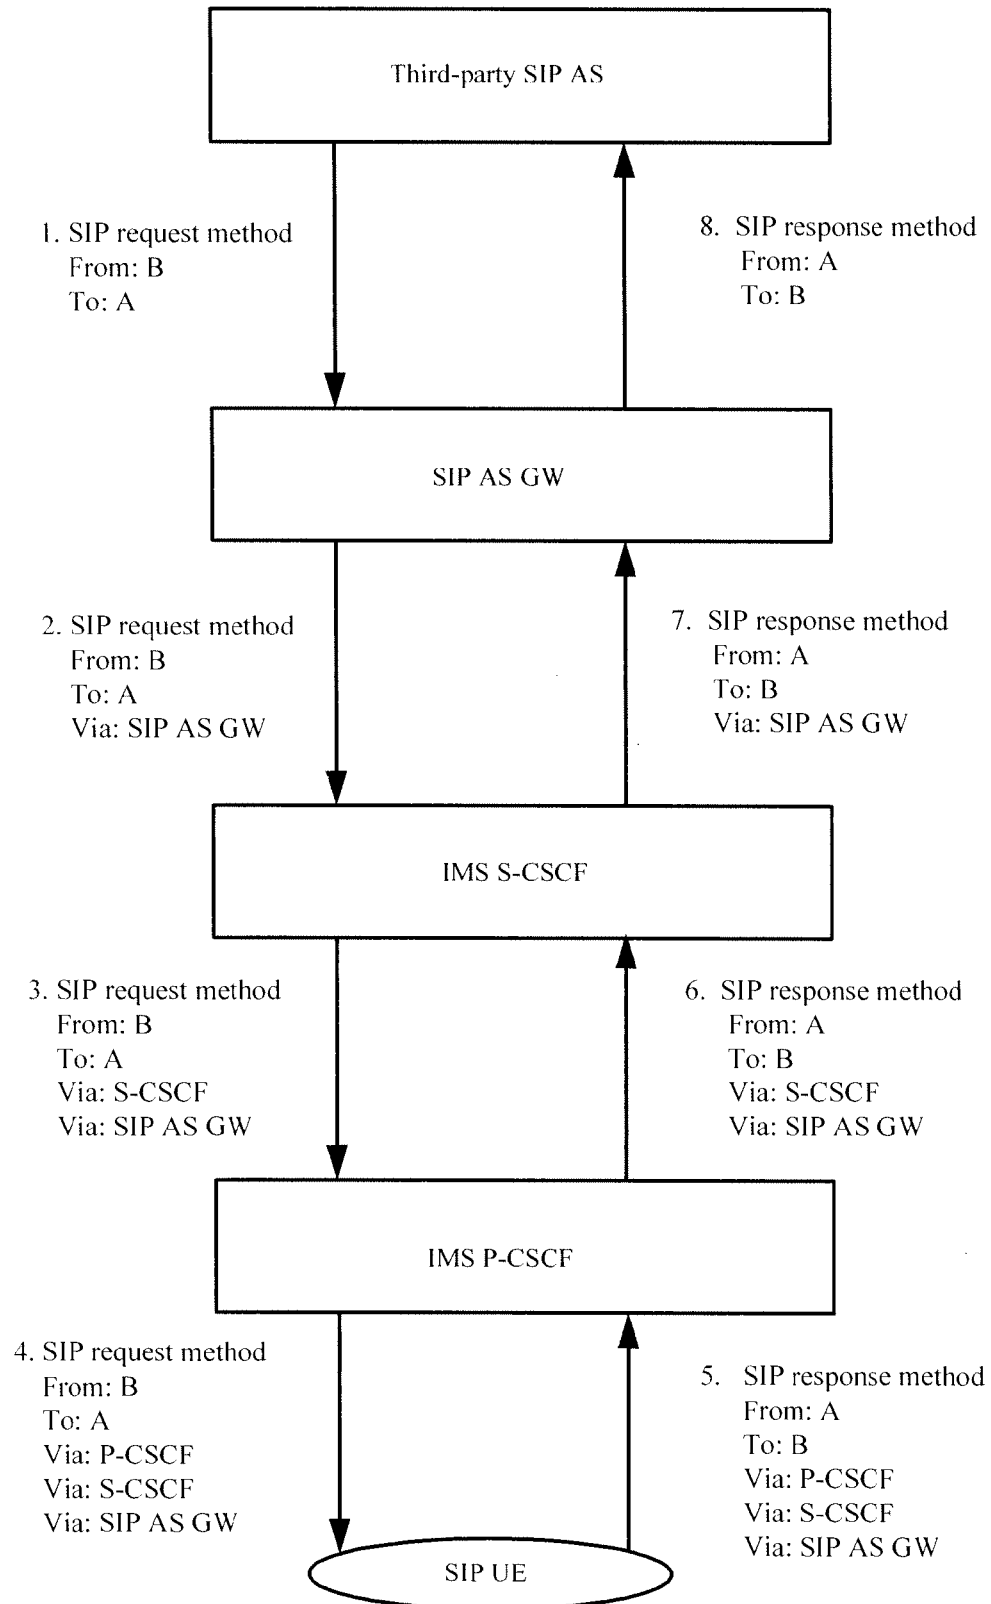 Third-party SIP AS
1. SIP request method
From: B
To: A
8. SIP response method
From: A
To: B
SIP AS GW
2. SIP request method
From: B
To: A
Via: SIP AS GW
7. SIP response method
From: A
To: B
Via: SIP AS GW
IMS S-CSCF
3. SIP request method
From: B
To: A
Via: S-CSCF
Via: SIP AS GW
6. SIP response method
From: A
To: B
Via: S-CSCF
Via: SIP AS GW
IMS P-CSCF
4. SIP request method
From: B
To: A
Via: P-CSCF
Via: S-CSCF
Via: SIP AS GW
5. SIP response method
From: A
To: B
Via: P-CSCF
Via: S-CSCF
Via: SIP AS GW
SIP UE